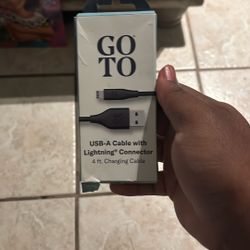 GO
TO
USB-A Cable with
Lightning® Connector
4 ft. Charging Cable